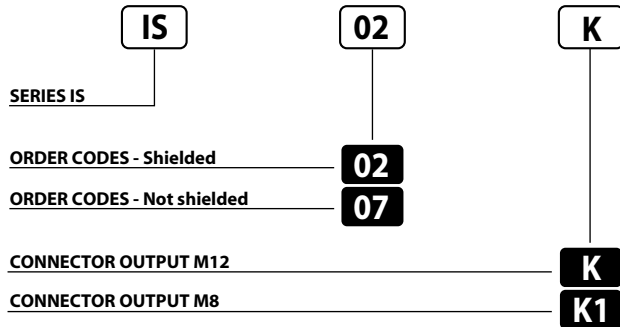 IS 02 K
SERIES IS
ORDER CODES - Shielded 02
ORDER CODES - Not shielded 07
CONNECTOR OUTPUT M12 K
CONNECTOR OUTPUT M8 K1